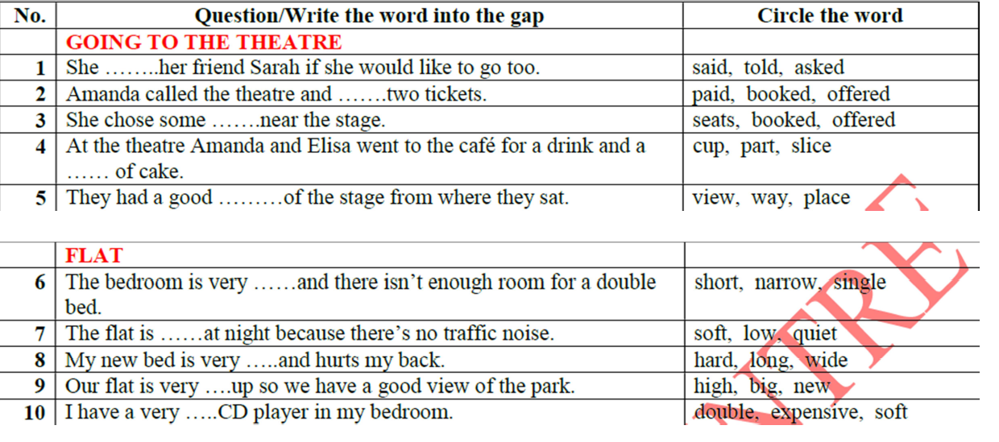 No. Question/Write the word into the gap Circle the word
GOING TO THE THEATRE
1 She ……..her friend Sarah if she would like to go too. said, told, asked
2 Amanda called the theatre and …….two tickets. paid, booked, offered
3 She chose some …….near the stage. seats, booked, offered
4 At the theatre Amanda and Elisa went to the café for a drink and a cup, part, slice
…… of cake.
5 They had a good ………of the stage from where they sat. view, way, place
FLAT
6 The bedroom is very ……and there isn’t enough room for a double short, narrow, single
bed.
7 The flat is ……at night because there’s no traffic noise. soft, low, quiet
8 My new bed is very …..and hurts my back. hard, long, wide
9 Our flat is very ….up so we have a good view of the park. high, big, new
10 I have a very …..CD player in my bedroom. double, expensive, soft